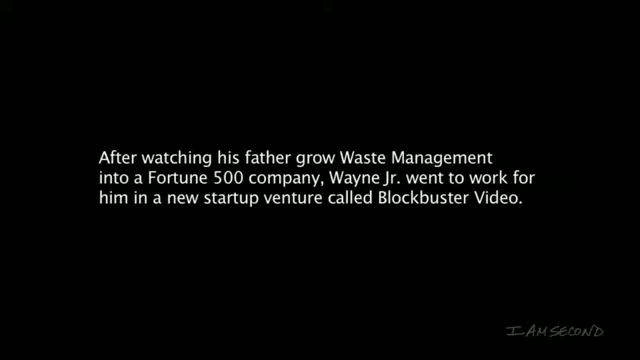 After watching his father grow Waste Management
into a Fortune 500 company, Wayne Jr. went to work for
him in a new startup venture called Blockbuster Video.
I AM SECOND